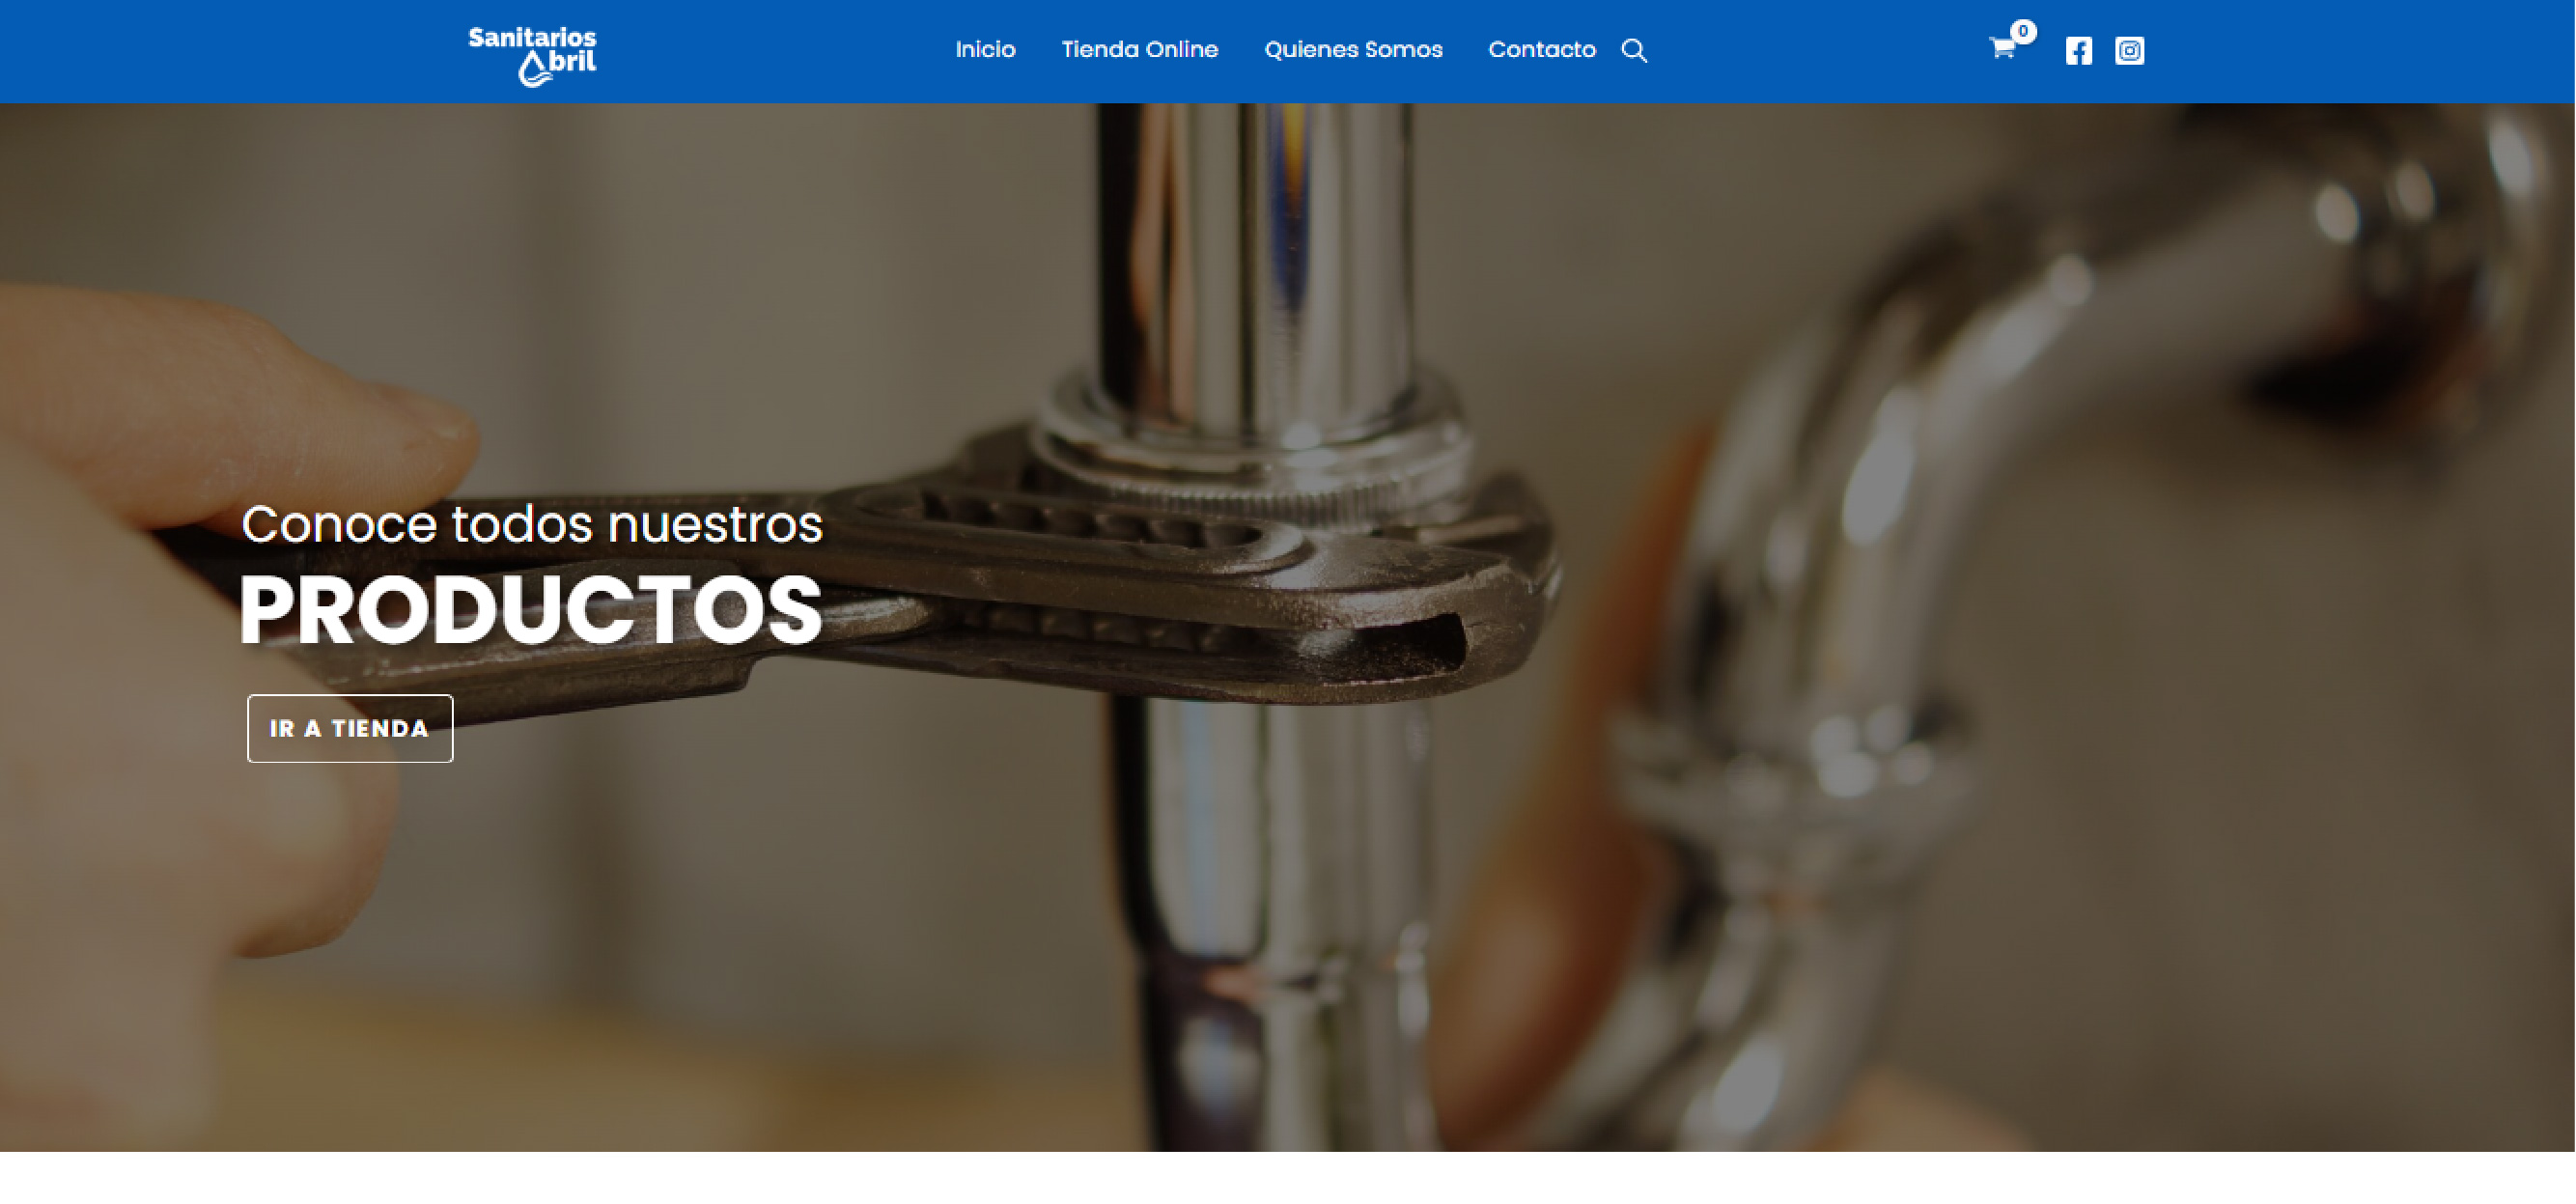 Sanitarios
Abril
Inicio
Tienda Online
Quienes Somos
Contacto
0
Conoce todos nuestros
PRODUCTOS
IR A TIENDA